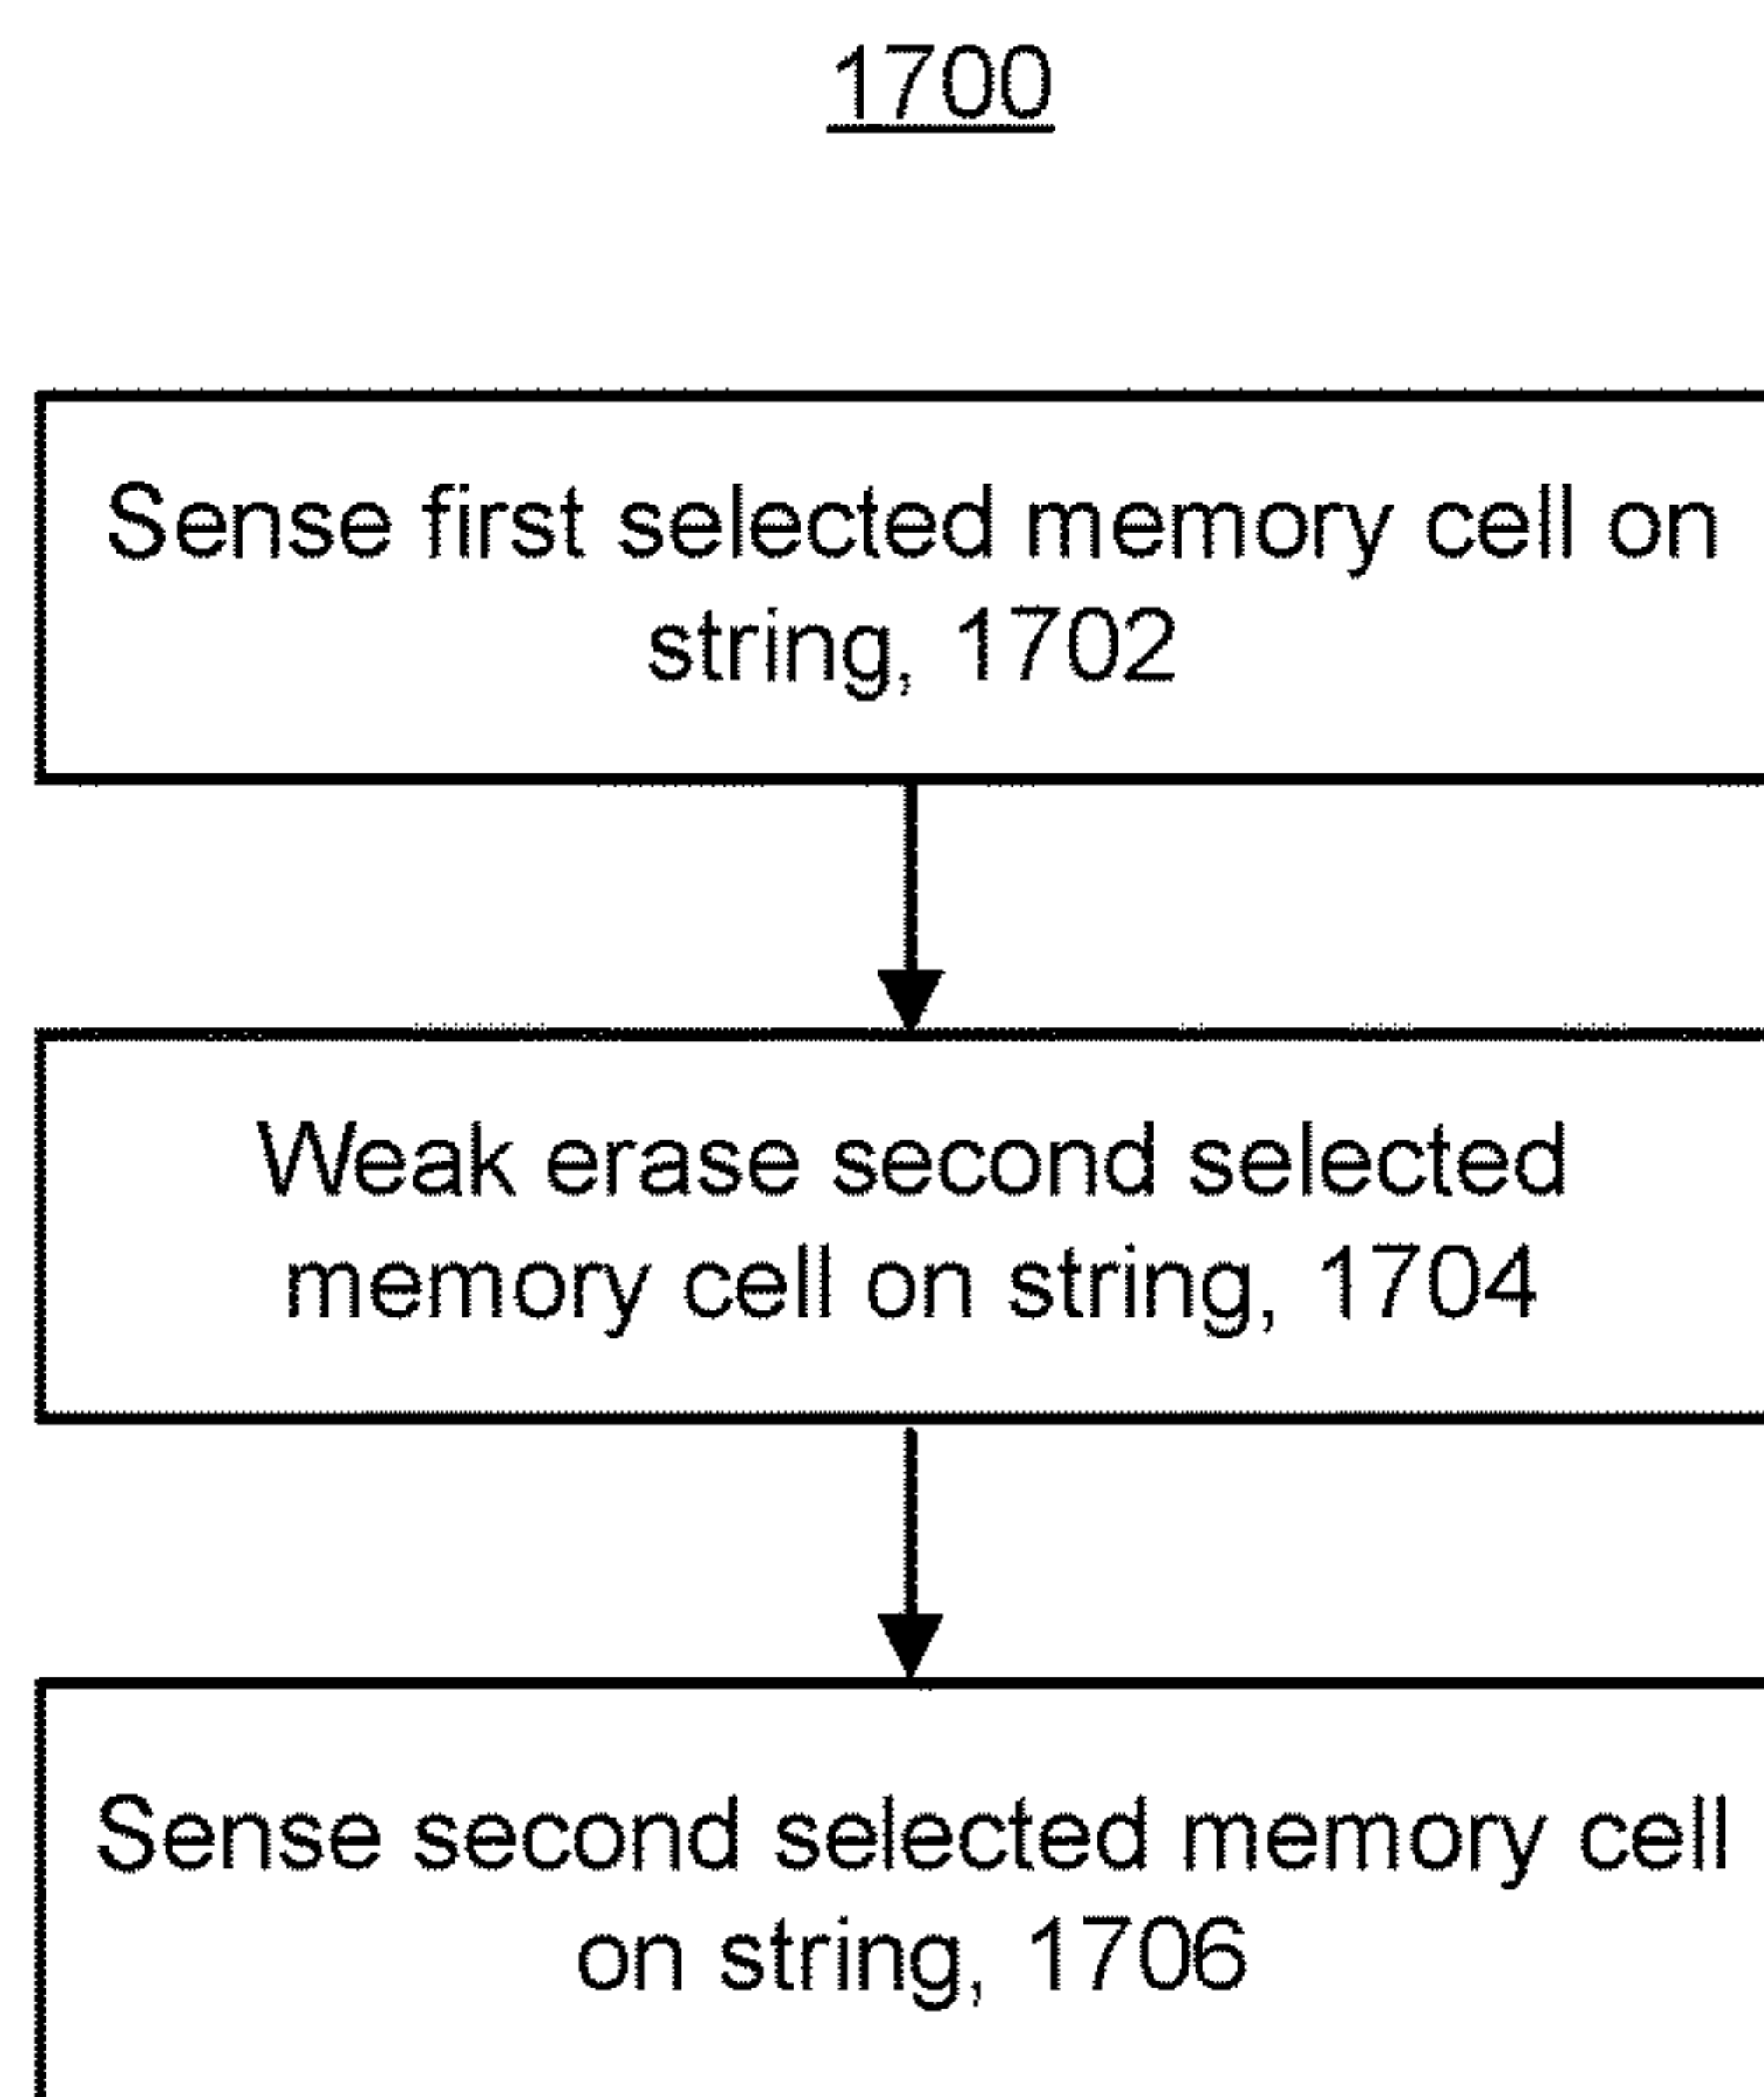 1700
Sense first selected memory cell on
string, 1702
Weak erase second selected
memory cell on string, 1704
Sense second selected memory cell
on string, 1706